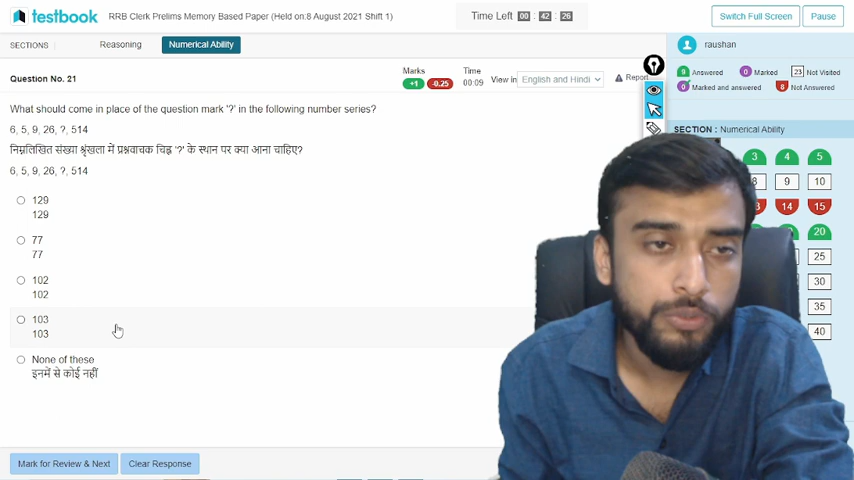 testbook
RRB Clerk Prelims Memory Based Paper (Held on:8 August 2021 Shift 1)
Time Left 00 : 42 : 26
Switch Full Screen
Pause
SECTIONS
Reasoning
Numerical Ability
raushan
Question No. 21
Marks
+1 -0.25
Time
00:09
View in English and Hindi
Report
9 Answered
0 Marked
23 Not Visited
0 Marked and answered
8 Not Answered
What should come in place of the question mark '?' in the following number series?
6, 5, 9, 26, ?, 514
निम्नलिखित संख्या श्रृंखला में प्रश्नवाचक चिह्न '?' के स्थान पर क्या आना चाहिए?
6, 5, 9, 26, ?, 514
129
129
77
77
102
102
103
103
None of these
इनमें से कोई नहीं
SECTION : Numerical Ability
3 4 5
8 9 10
14 15
20
25
30
35
40
Mark for Review & Next
Clear Response